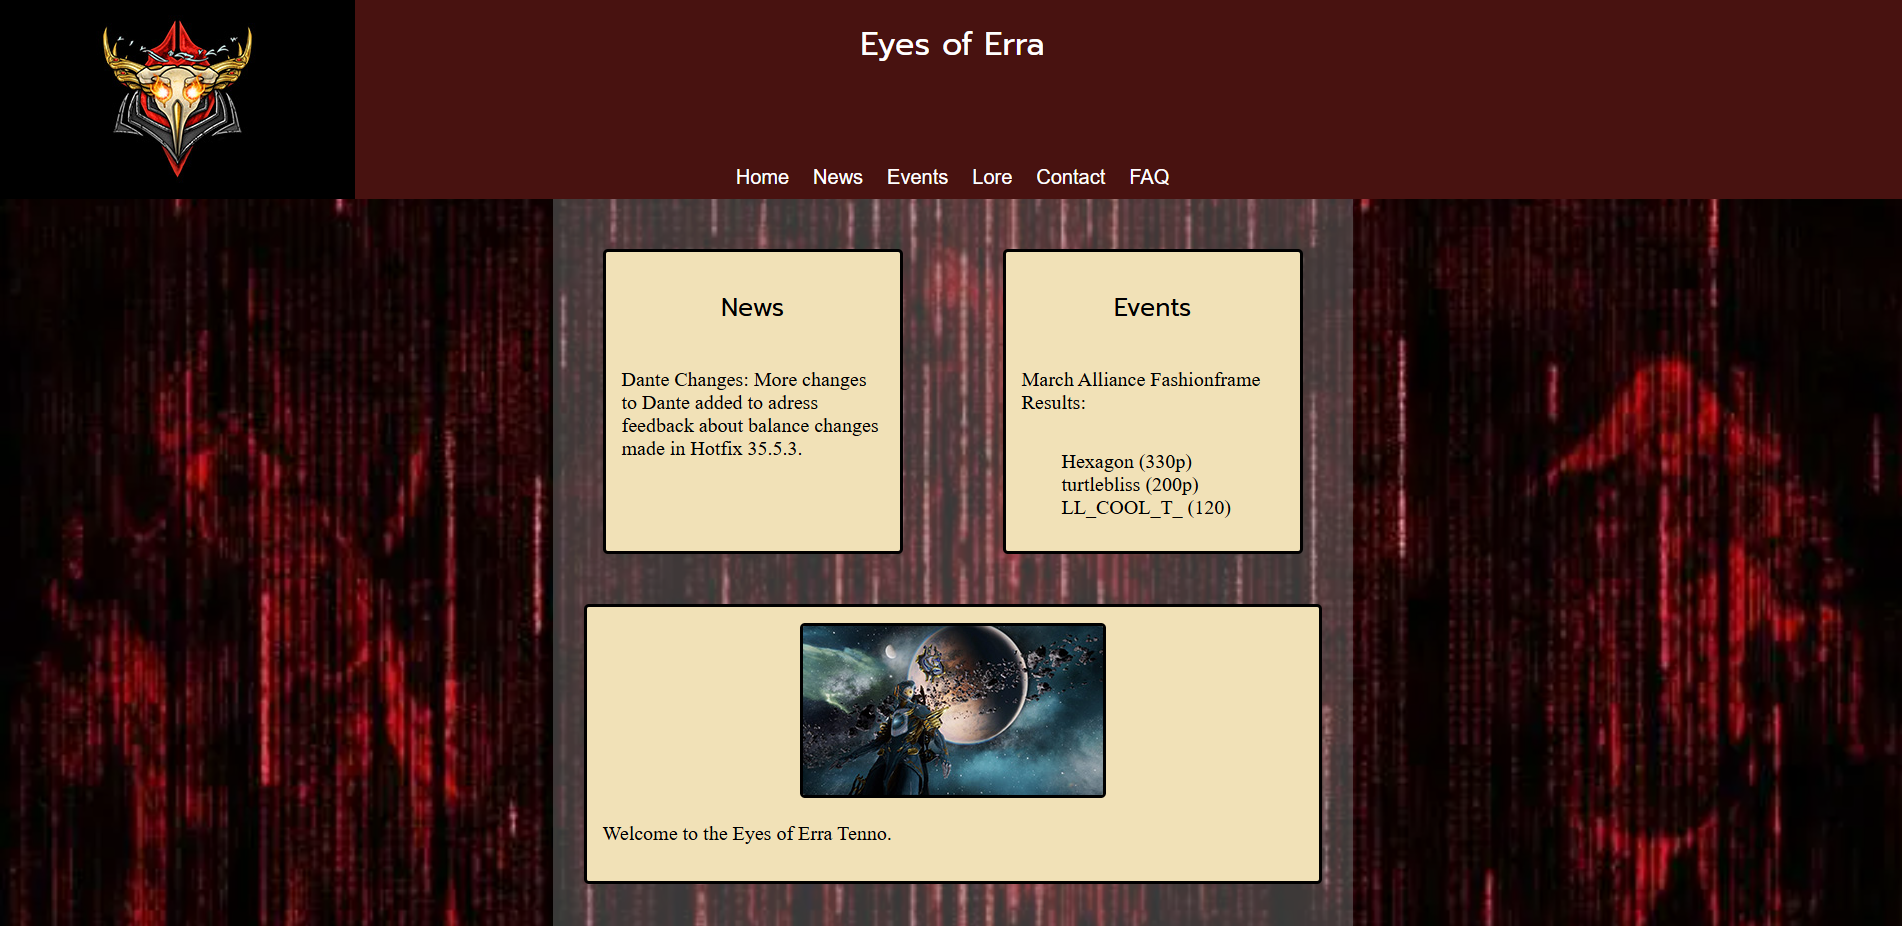 Eyes of Erra
Home News Events Lore Contact FAQ
News
Dante Changes: More changes
to Dante added to adress
feedback about balance changes
made in Hotfix 35.5.3.
Events
March Alliance Fashionframe
Results:
Hexagon (330p)
turtlebliss (200p)
LL_COOL_T_ (120)
Welcome to the Eyes of Erra Tenno.